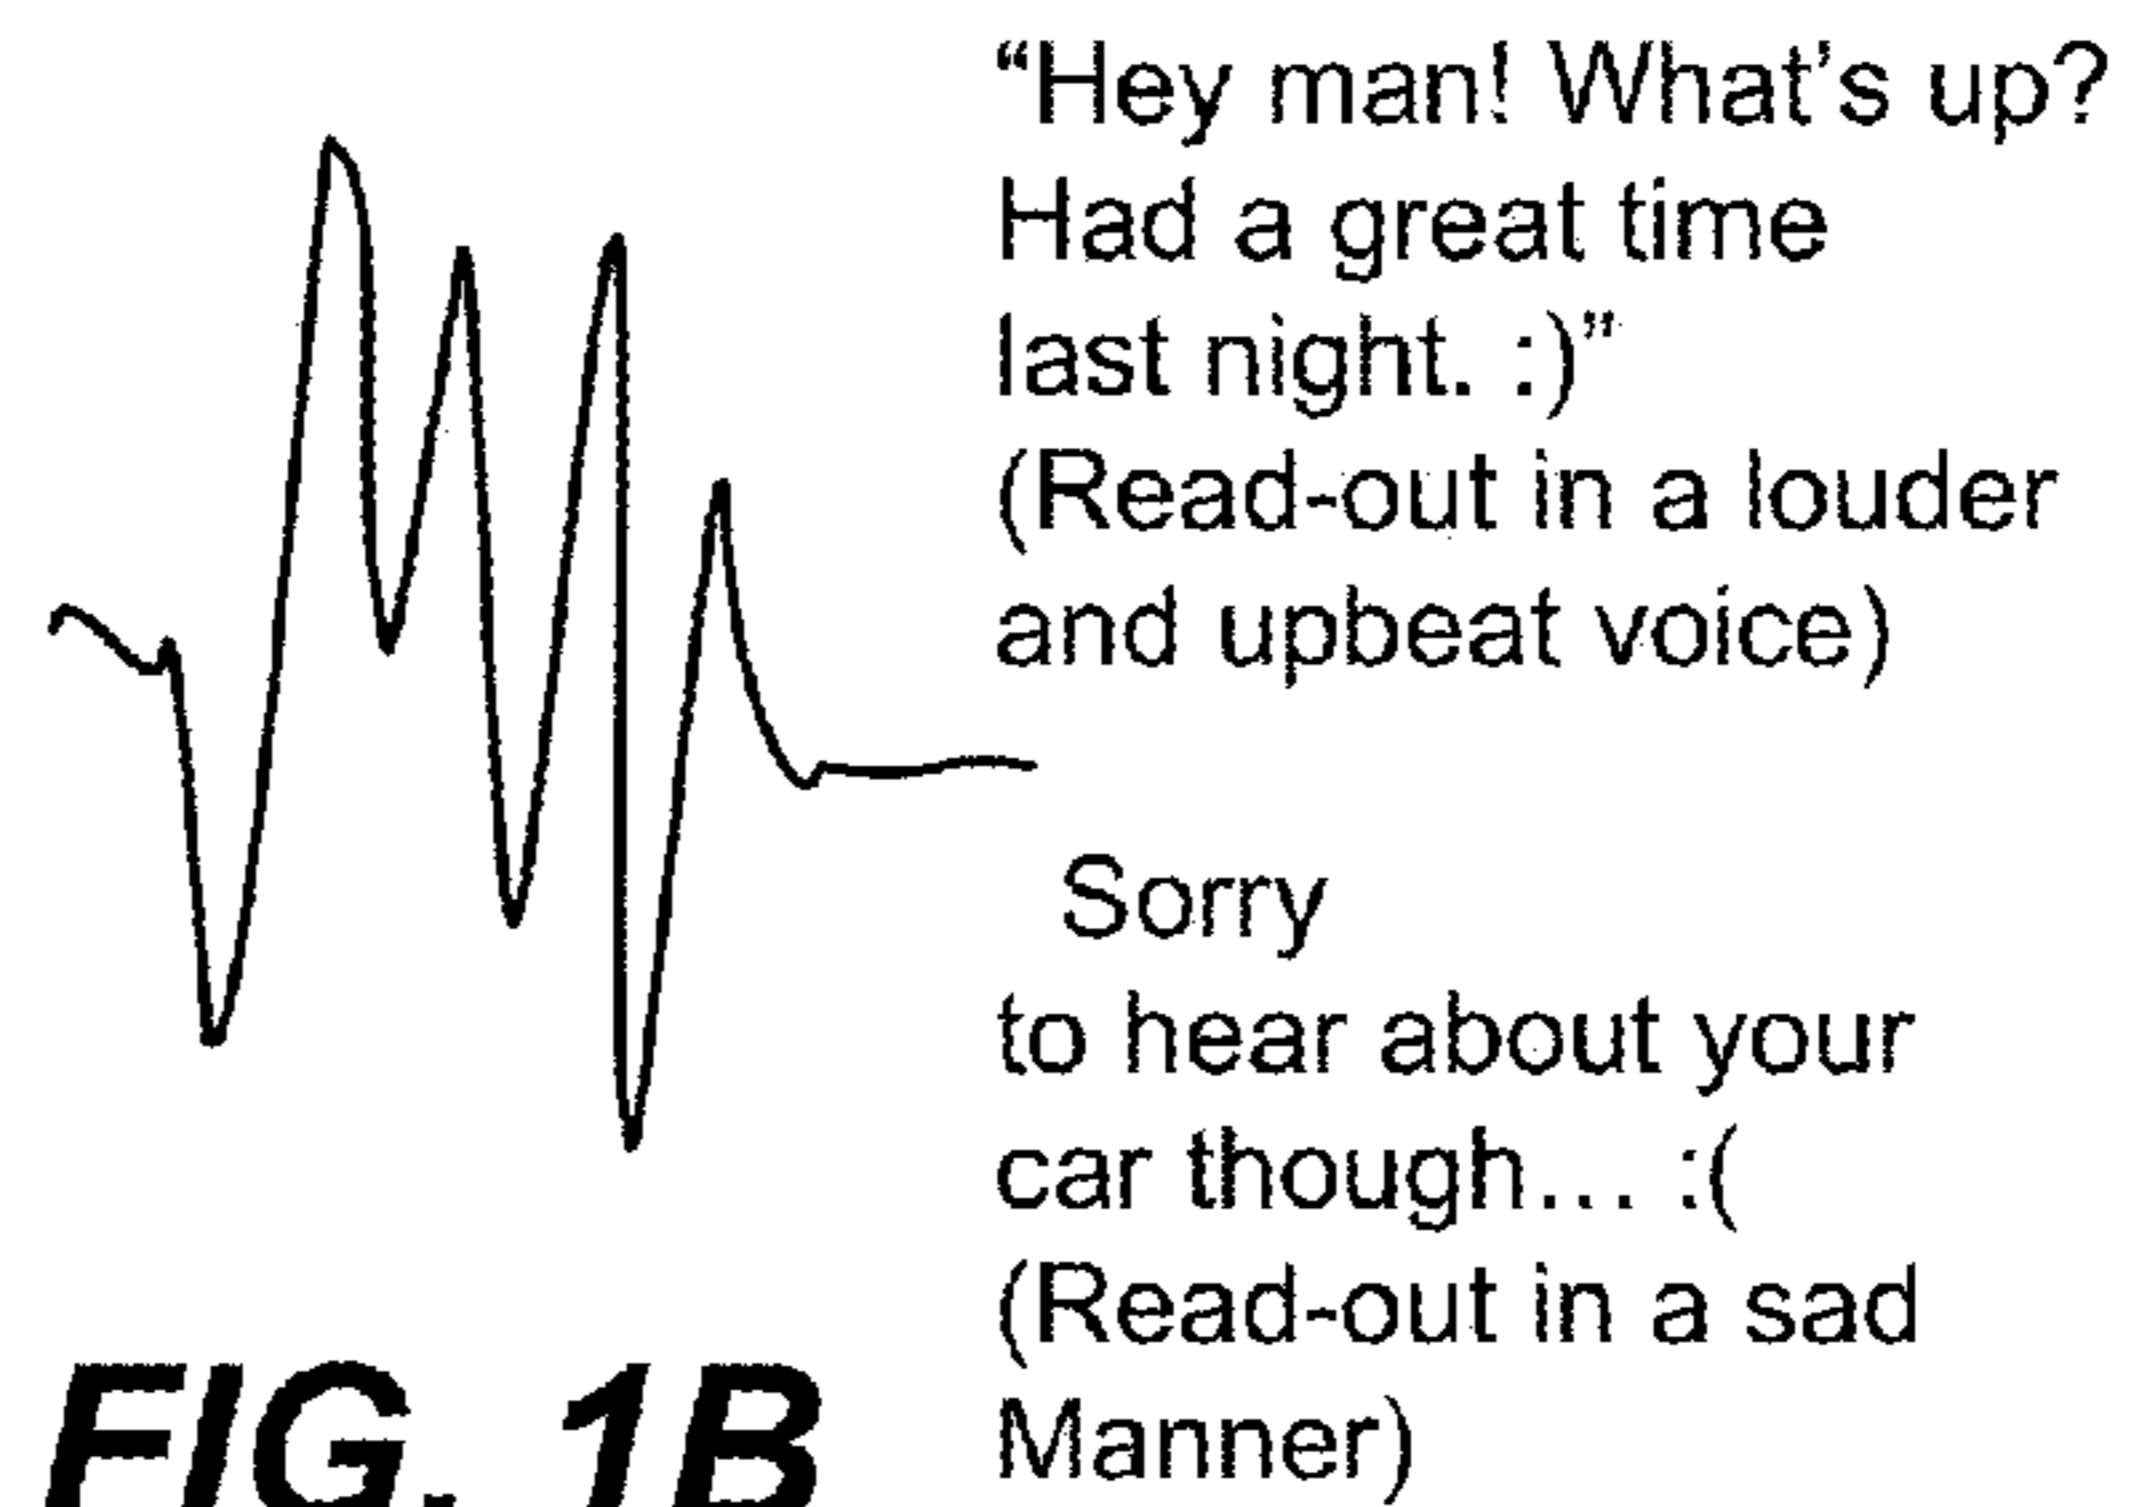 “Hey man! What’s up?
Had a great time
last night. :)”
(Read-out in a louder
and upbeat voice)
Sorry
to hear about your
car though... :(
(Read-out in a sad
Manner)
FIG. 1B